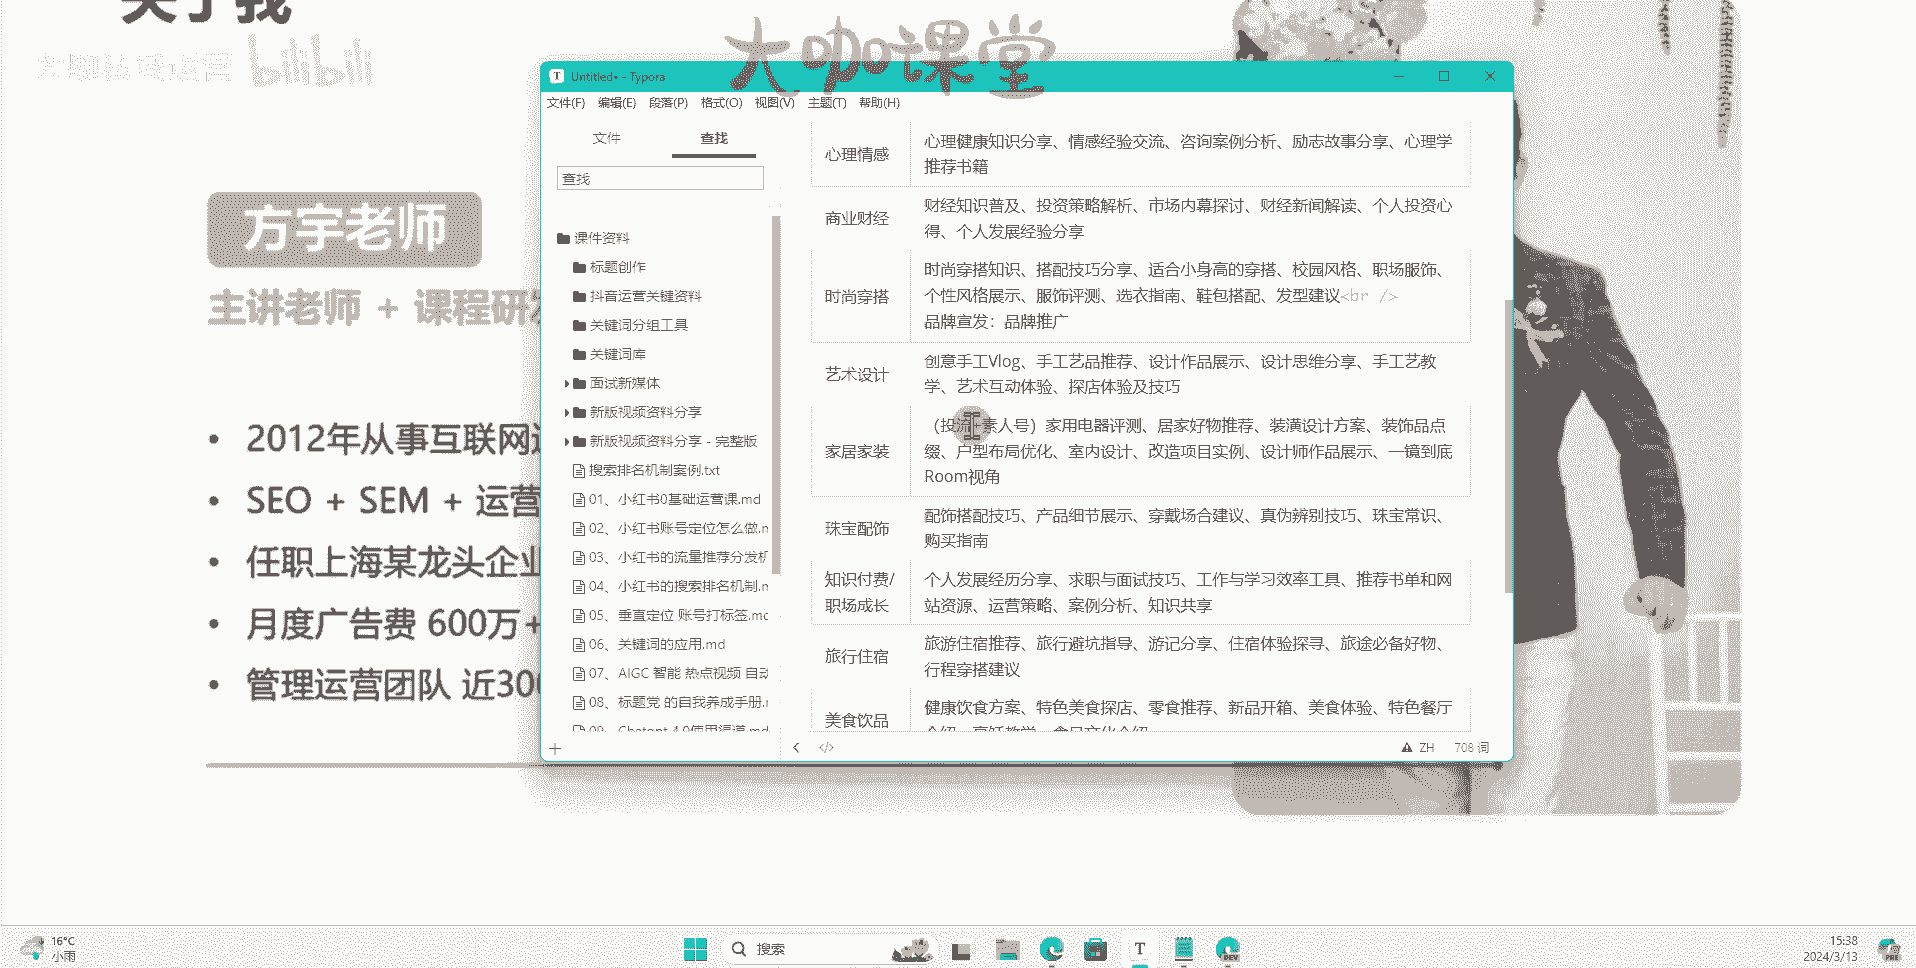 关于我
bilibili
大咖课堂
方宇老师
主讲老师 + 课程研发
2012年从事互联网
SEO + SEM + 运营
任职上海某龙头企业
月度广告费 600万+
管理运营团队 近300
Untitled• - Typora
文件(F) 编辑(E) 段落(P) 格式(O) 视图(V) 主题(T) 帮助(H)
文件 查找
查找
课件资料
标题创作
抖音运营关键资料
关键词分组工具
关键词库
面试新媒体
新版视频资料分享
新版视频资料分享 - 完整版
搜索排名机制案例.txt
01、小红书0基础运营课.md
02、小红书账号定位怎么做.m
03、小红书的流量推荐分发机
04、小红书的搜索排名机制.m
05、垂直定位 账号打标签.mc
06、关键词的应用.md
07、AIGC 智能 热点视频 自动
08、标题党 的自我养成手册.r
09、Chatgpt 4.0使用渠道.md
心理情感
心理健康知识分享、情感经验交流、咨询案例分析、励志故事分享、心理学
推荐书籍
商业财经
财经知识普及、投资策略解析、市场内幕探讨、财经新闻解读、个人投资心
得、个人发展经验分享
时尚穿搭
时尚穿搭知识、搭配技巧分享、适合小身高的穿搭、校园风格、职场服饰、
个性风格展示、服饰评测、选衣指南、鞋包搭配、发型建议<br />
品牌宣发：品牌推广
艺术设计
创意手工Vlog、手工艺品推荐、设计作品展示、设计思维分享、手工艺教
学、艺术互动体验、探店体验及技巧
家居家装
（投流+素人号）家用电器评测、居家好物推荐、装潢设计方案、装饰品点
缀、户型布局优化、室内设计、改造项目实例、设计师作品展示、一镜到底
Room视角
珠宝配饰
配饰搭配技巧、产品细节展示、穿戴场合建议、真伪辨别技巧、珠宝常识、
购买指南
知识付费/
职场成长
个人发展经历分享、求职与面试技巧、工作与学习效率工具、推荐书单和网
站资源、运营策略、案例分析、知识共享
旅行住宿
旅游住宿推荐、旅行避坑指导、游记分享、住宿体验探寻、旅途必备好物、
行程穿搭建议
美食饮品
健康饮食方案、特色美食探店、零食推荐、新品开箱、美食体验、特色餐厅
</> ZH 708 词
16°C
小雨
搜索
15:38
2024/3/13